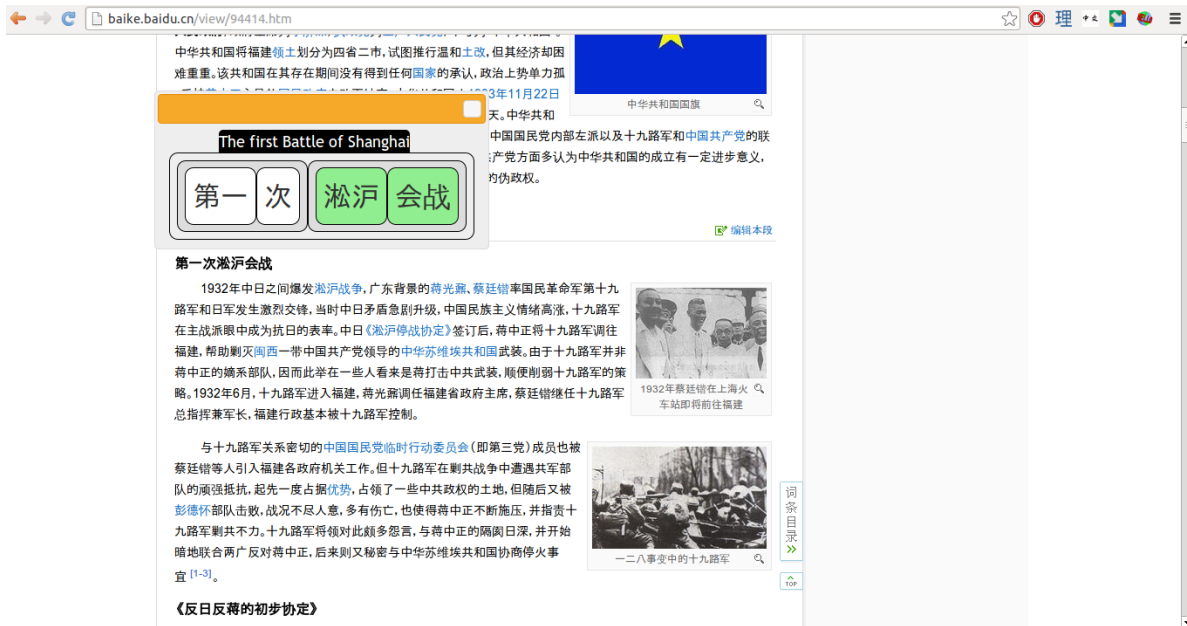 baike.baidu.cn/view/94414.htm
理
中华共和国将福建领土划分为四省二市，试图推行温和土改，但其经济却困
难重重。该共和国在其存在期间没有得到任何国家的承认，政治上势单力孤
3年11月22日
中华共和国国旗
天。中华共和
The first Battle of Shanghai
中国国民党内部左派以及十九路军和中国共产党的联
产党方面多认为中华共和国的成立有一定进步意义，
的伪政权。
第一 次 淞沪 会战
编辑本段
第一次淞沪会战
1932年中日之间爆发淞沪战争，广东背景的蒋光鼐、蔡廷锴率国民革命军第十九
路军和日军发生激烈交锋，当时中日矛盾急剧升级，中国民族主义情绪高涨，十九路军
在主战派眼中成为抗日的表率。中日《淞沪停战协定》签订后，蒋中正将十九路军调往
福建，帮助剿灭闽西一带中国共产党领导的中华苏维埃共和国武装。由于十九路军并非
蒋中正的嫡系部队，因而此举在一些人看来是蒋打击中共武装，顺便削弱十九路军的策
略。1932年6月，十九路军进入福建，蒋光鼐调任福建省政府主席，蔡廷锴继任十九路军
总指挥兼军长，福建行政基本被十九路军控制。
1932年蔡廷锴在上海火
车站即将前往福建
与十九路军关系密切的中国国民党临时行动委员会（即第三党）成员也被
蔡廷锴等人引入福建各政府机关工作。但十九路军在剿共战争中遭遇共军部
队的顽强抵抗，起先一度占据优势，占领了一些中共政权的土地，但随后又被
彭德怀部队击败，战况不尽人意，多有伤亡，也使得蒋中正不断施压，并指责十
九路军剿共不力。十九路军将领对此颇多怨言，与蒋中正的隔阂日深，并开始
暗地联合两广反对蒋中正，后来则又秘密与中华苏维埃共和国协商停火事
宜 [1-3]。
一二八事变中的十九路军
词
条
目
录
TOP
《反日反蒋的初步协定》